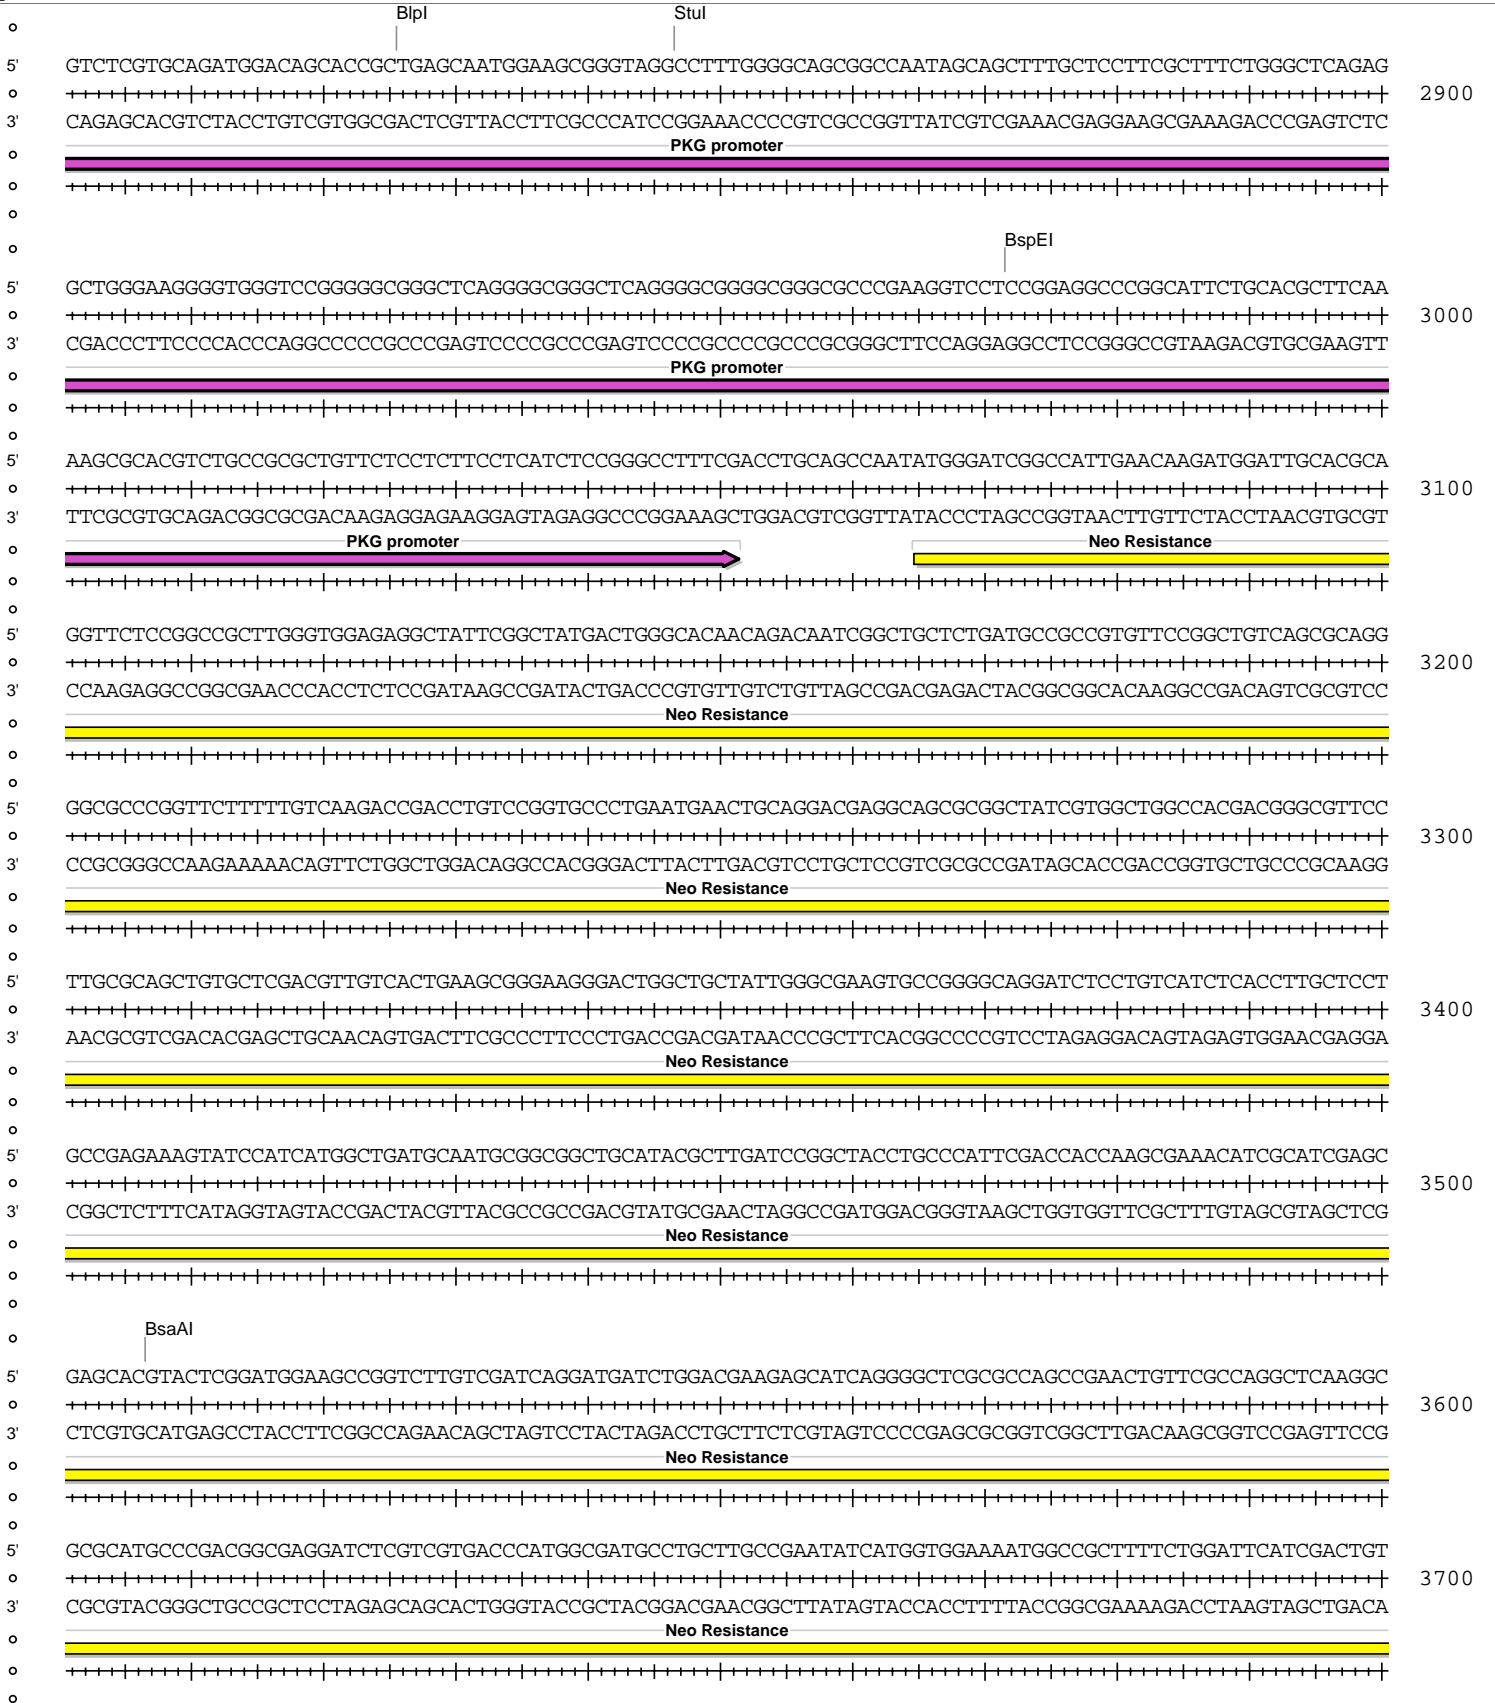 BlpI StuI
5' GTCTCGTGCAGATGGACAGCACCGCTGAGCAATGGAAGCGGGTAGGCCTTTGGGGCAGCGGCCAATAGCAGCTTTGCTCCTTCGCTTTCTGGGCTCAGAG
2900
3' CAGAGCACGTCTACCTGTCGTGGCGACTCGTTACCTTCGCCCATCCGGAAACCCCGTCGCCGGTTATCGTCGAAACGAGGAAGCGAAAGACCCGAGTCTC
PKG promoter
BspEI
5' GCTGGGAAGGGGTGGGTCCGGGGGCGGGCTCAGGGGCGGGCTCAGGGGCGGGGCGGGCGCCCGAAGGTCCTCCGGAGGCCCGGCATTCTGCACGCTTCAA
3000
3' CGACCCTTCCCCACCCAGGCCCCCGCCCGAGTCCCCGCCCGAGTCCCCGCCCCGCCCGCGGGCTTCCAGGAGGCCTCCGGGCCGTAAGACGTGCGAAGTT
PKG promoter
5' AAGCGCACGTCTGCCGCGCTGTTCTCCTCTTCCTCATCTCCGGGCCTTTCGACCTGCAGCCAATATGGGATCGGCCATTGAACAAGATGGATTGCACGCA
3100
3' TTCGCGTGCAGACGGCGCGACAAGAGGAGAAGGAGTAGAGGCCCGGAAAGCTGGACGTCGGTTATACCCTAGCCGGTAACTTGTTCTACCTAACGTGCGT
PKG promoter Neo Resistance
5' GGTTCTCCGGCCGCTTGGGTGGAGAGGCTATTCGGCTATGACTGGGCACAACAGACAATCGGCTGCTCTGATGCCGCCGTGTTCCGGCTGTCAGCGCAGG
3200
3' CCAAGAGGCCGGCGAACCCACCTCTCCGATAAGCCGATACTGACCCGTGTTGTCTGTTAGCCGACGAGACTACGGCGGCACAAGGCCGACAGTCGCGTCC
Neo Resistance
5' GGCGCCCGGTTCTTTTTGTCAAGACCGACCTGTCCGGTGCCCTGAATGAACTGCAGGACGAGGCAGCGCGGCTATCGTGGCTGGCCACGACGGGCGTTCC
3300
3' CCGCGGGCCAAGAAAAACAGTTCTGGCTGGACAGGCCACGGGACTTACTTGACGTCCTGCTCCGTCGCGCCGATAGCACCGACCGGTGCTGCCCGCAAGG
Neo Resistance
5' TTGCGCAGCTGTGCTCGACGTTGTCACTGAAGCGGGAAGGGACTGGCTGCTATTGGGCGAAGTGCCGGGGCAGGATCTCCTGTCATCTCACCTTGCTCCT
3400
3' AACGCGTCGACACGAGCTGCAACAGTGACTTCGCCCTTCCCTGACCGACGATAACCCGCTTCACGGCCCCGTCCTAGAGGACAGTAGAGTGGAACGAGGA
Neo Resistance
5' GCCGAGAAAGTATCCATCATGGCTGATGCAATGCGGCGGCTGCATACGCTTGATCCGGCTACCTGCCCATTCGACCACCAAGCGAAACATCGCATCGAGC
3500
3' CGGCTCTTTCATAGGTAGTACCGACTACGTTACGCCGCCGACGTATGCGAACTAGGCCGATGGACGGGTAAGCTGGTGGTTCGCTTTGTAGCGTAGCTCG
Neo Resistance
BsaAI
5' GAGCACGTACTCGGATGGAAGCCGGTCTTGTCGATCAGGATGATCTGGACGAAGAGCATCAGGGGCTCGCGCCAGCCGAACTGTTCGCCAGGCTCAAGGC
3600
3' CTCGTGCATGAGCCTACCTTCGGCCAGAACAGCTAGTCCTACTAGACCTGCTTCTCGTAGTCCCCGAGCGCGGTCGGCTTGACAAGCGGTCCGAGTTCCG
Neo Resistance
5' GCGCATGCCCGACGGCGAGGATCTCGTCGTGACCCATGGCGATGCCTGCTTGCCGAATATCATGGTGGAAAATGGCCGCTTTTCTGGATTCATCGACTGT
3700
3' CGCGTACGGGCTGCCGCTCCTAGAGCAGCACTGGGTACCGCTACGGACGAACGGCTTATAGTACCACCTTTTACCGGCGAAAAGACCTAAGTAGCTGACA
Neo Resistance